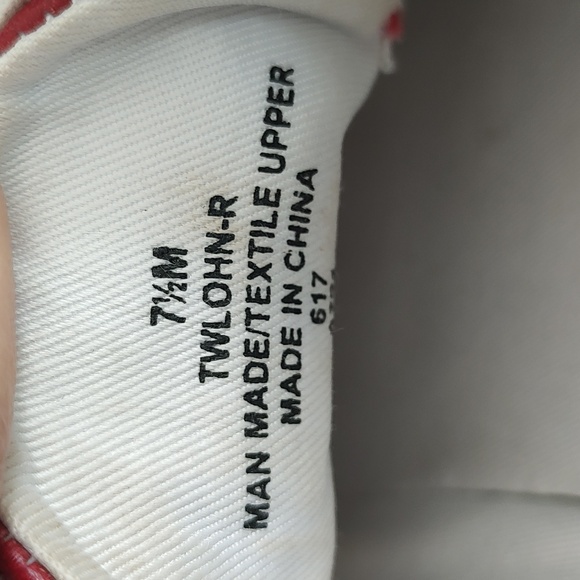 7½M
TWLOHN-R
MAN MADE/TEXTILE UPPER
MADE IN CHINA
617